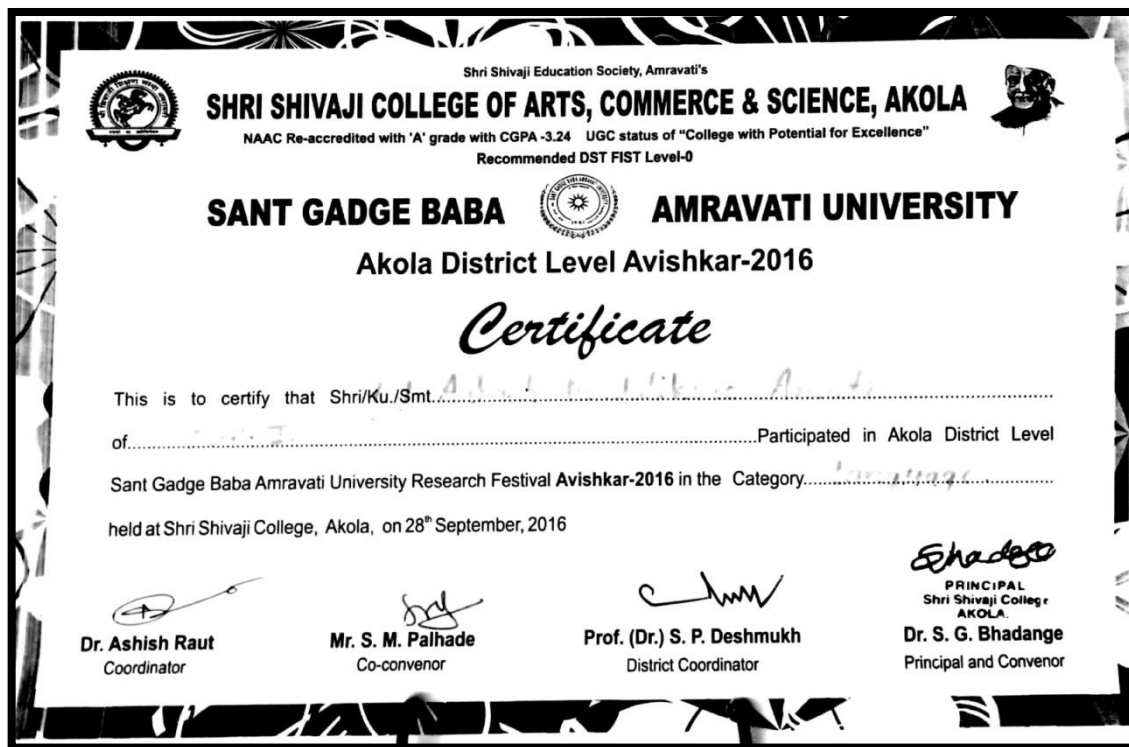 Shri Shivaji Education Society, Amravati's
SHRI SHIVAJI COLLEGE OF ARTS, COMMERCE & SCIENCE, AKOLA
NAAC Re-accredited with 'A' grade with CGPA -3.24 UGC status of "College with Potential for Excellence"
Recommended DST FIST Level-0
SANT GADGE BABA AMRAVATI UNIVERSITY
Akola District Level Avishkar-2016
Certificate
This is to certify that Shri/Ku./Smt.
of Participated in Akola District Level
Sant Gadge Baba Amravati University Research Festival Avishkar-2016 in the Category Language
held at Shri Shivaji College, Akola, on 28th September, 2016
PRINCIPAL
Shri Shivaji College
AKOLA.
Dr. Ashish Raut Mr. S. M. Palhade Prof. (Dr.) S. P. Deshmukh Dr. S. G. Bhadange
Coordinator Co-convenor District Coordinator Principal and Convenor